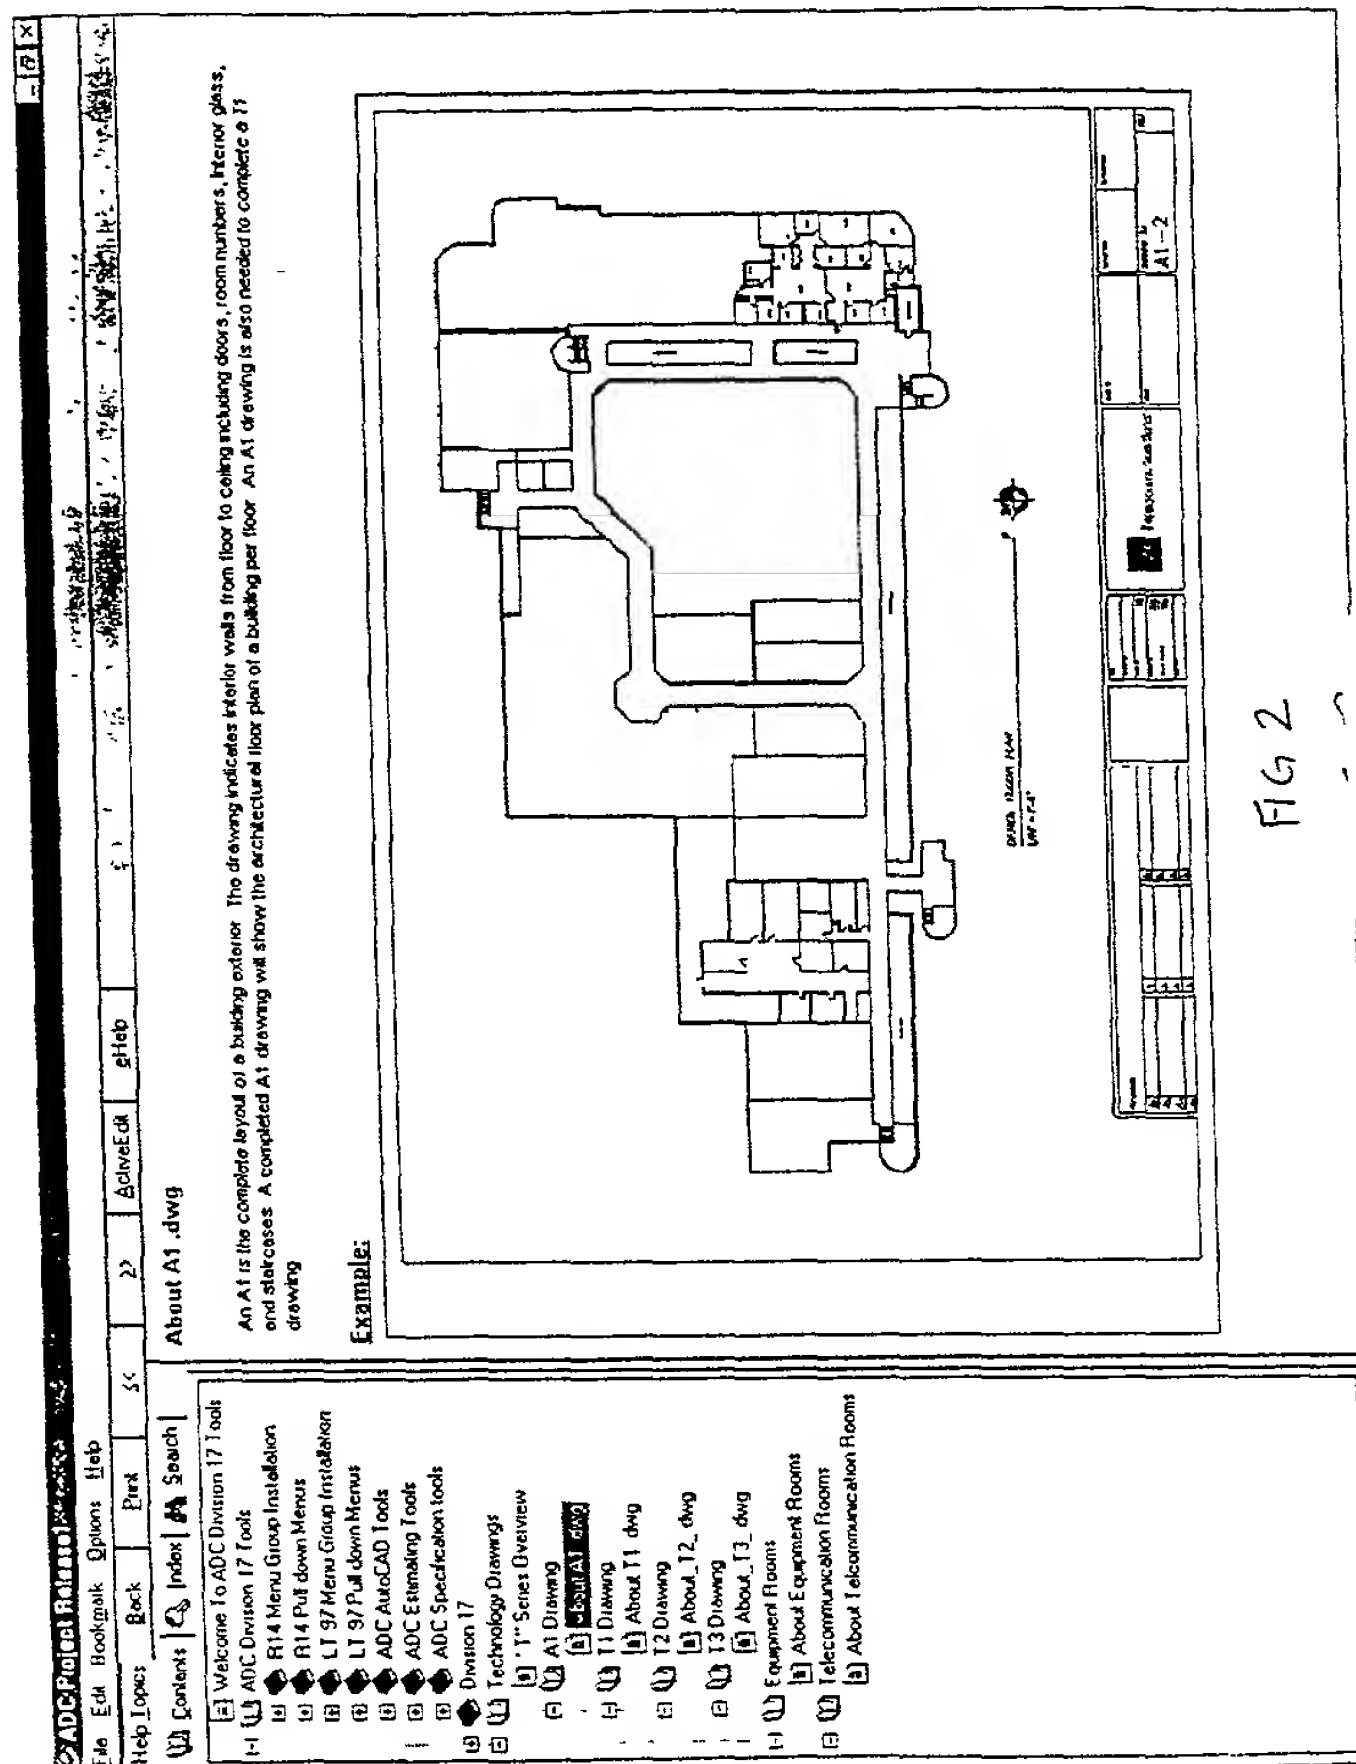 File Edit Bookmark Options Help
Help Topics Back Print << >> ActiveEdit eHelp
Contents Index Search
Welcome To ADC Division 17 Tools
ADC Division 17 Tools
R14 Menu Group Installation
R14 Pull down Menus
LT 97 Menu Group Installation
LT 97 Pull down Menus
ADC AutoCAD Tools
ADC Estimating Tools
ADC Specification tools
Division 17
Technology Drawings
"T" Series Overview
A1 Drawing
About A1 .dwg
T1 Drawing
About T1 dwg
T2 Drawing
About_T2_ dwg
T3 Drawing
About_T3_ dwg
Equipment Rooms
About Equipment Rooms
Telecommunication Rooms
About Telecommunication Rooms
About A1 .dwg
An A1 is the complete layout of a building exterior The drawing indicates interior walls from floor to ceiling including doors, room numbers, interior glass,
and staircases A completed A1 drawing will show the architectural floor plan of a building per floor An A1 drawing is also needed to complete a T1
drawing
Example:
FLOOR PLAN
A1-2
FIG 2